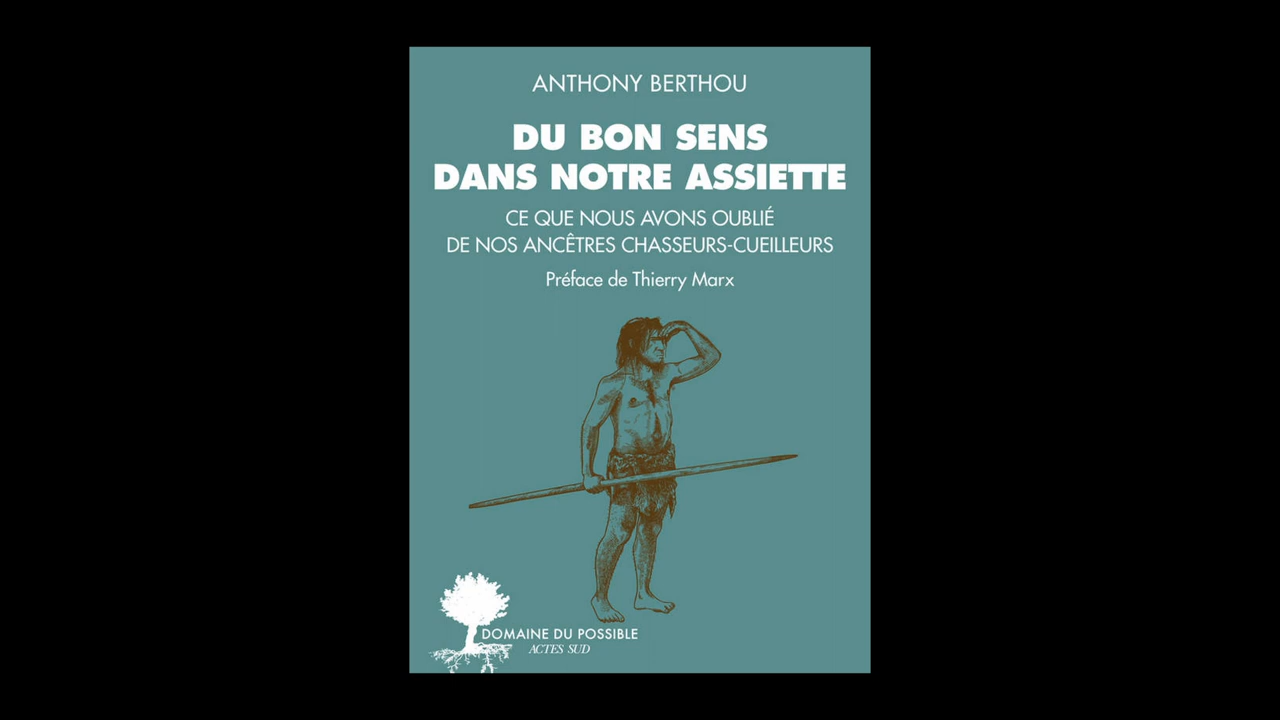 ANTHONY BERTHOU
DU BON SENS
DANS NOTRE ASSIETTE
CE QUE NOUS AVONS OUBLIÉ
DE NOS ANCÊTRES CHASSEURS-CUEILLEURS
Préface de Thierry Marx
DOMAINE DU POSSIBLE
ACTES SUD